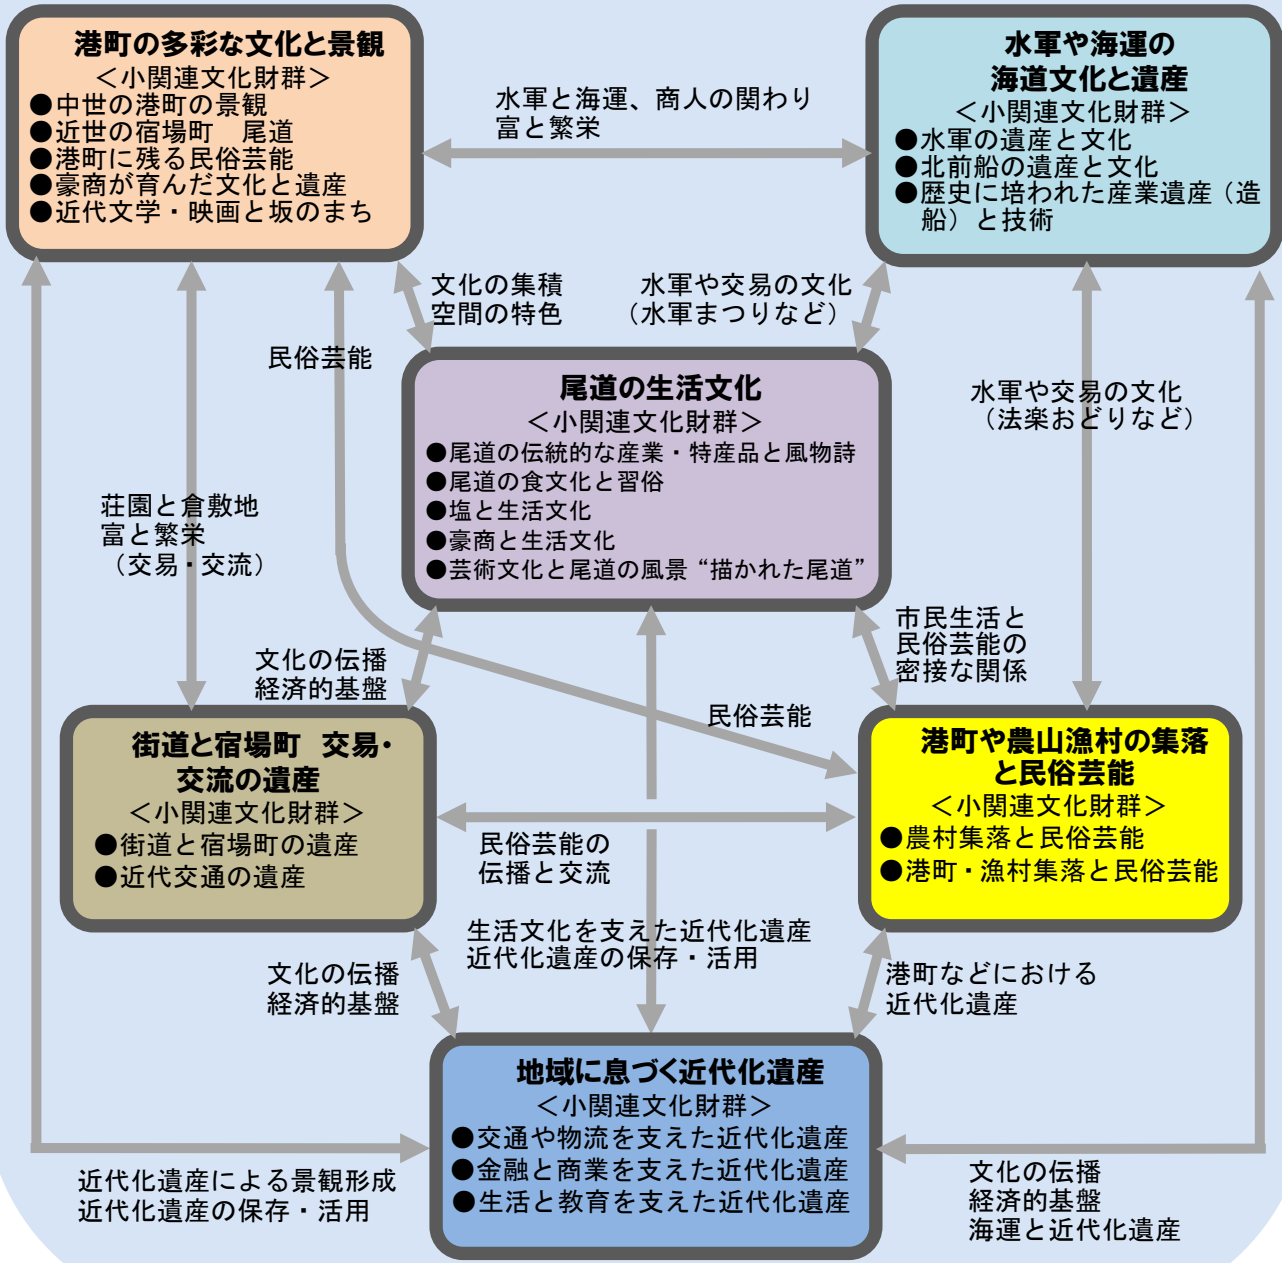 港町の多彩な文化と景観
＜小関連文化財群＞
●中世の港町の景観
●近世の宿場町　尾道
●港町に残る民俗芸能
●豪商が育んだ文化と遺産
●近代文学・映画と坂のまち
水軍と海運、商人の関わり
富と繁栄
水軍や海運の
海道文化と遺産
＜小関連文化財群＞
●水軍の遺産と文化
●北前船の遺産と文化
●歴史に培われた産業遺産（造
船）と技術
文化の集積
空間の特色
水軍や交易の文化
（水軍まつりなど）
民俗芸能
尾道の生活文化
＜小関連文化財群＞
●尾道の伝統的な産業・特産品と風物詩
●尾道の食文化と習俗
●塩と生活文化
●豪商と生活文化
●芸術文化と尾道の風景“描かれた尾道”
水軍や交易の文化
（法楽おどりなど）
荘園と倉敷地
富と繁栄
（交易・交流）
文化の伝播
経済的基盤
市民生活と
民俗芸能の
密接な関係
民俗芸能
街道と宿場町　交易・
交流の遺産
＜小関連文化財群＞
●街道と宿場町の遺産
●近代交通の遺産
民俗芸能の
伝播と交流
港町や農山漁村の集落
と民俗芸能
＜小関連文化財群＞
●農村集落と民俗芸能
●港町・漁村集落と民俗芸能
生活文化を支えた近代化遺産
近代化遺産の保存・活用
文化の伝播
経済的基盤
港町などにおける
近代化遺産
地域に息づく近代化遺産
＜小関連文化財群＞
●交通や物流を支えた近代化遺産
●金融と商業を支えた近代化遺産
●生活と教育を支えた近代化遺産
近代化遺産による景観形成
近代化遺産の保存・活用
文化の伝播
経済的基盤
海運と近代化遺産